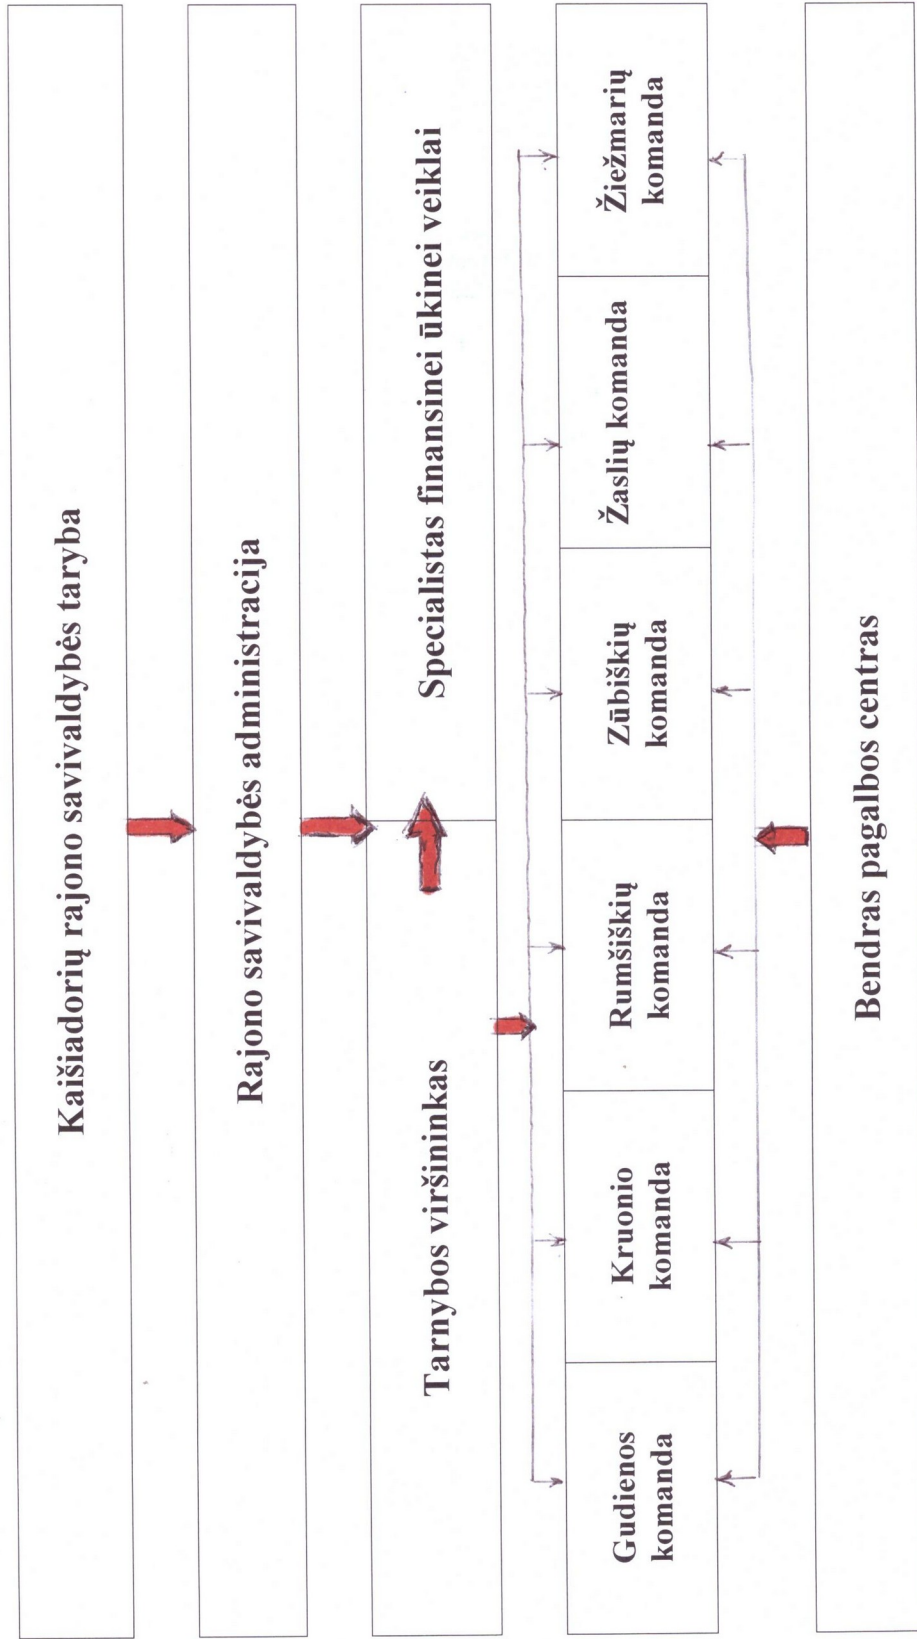 Kaišiadorių rajono savivaldybės taryba
Rajono savivaldybės administracija
Tarnybos viršininkas
Specialistas finansinei ūkinei veiklai
Gudienos
komanda
Kruonio
komanda
Rumšiškių
komanda
Zūbiškių
komanda
Žaslių komanda
Žiežmarių
komanda
Bendras pagalbos centras